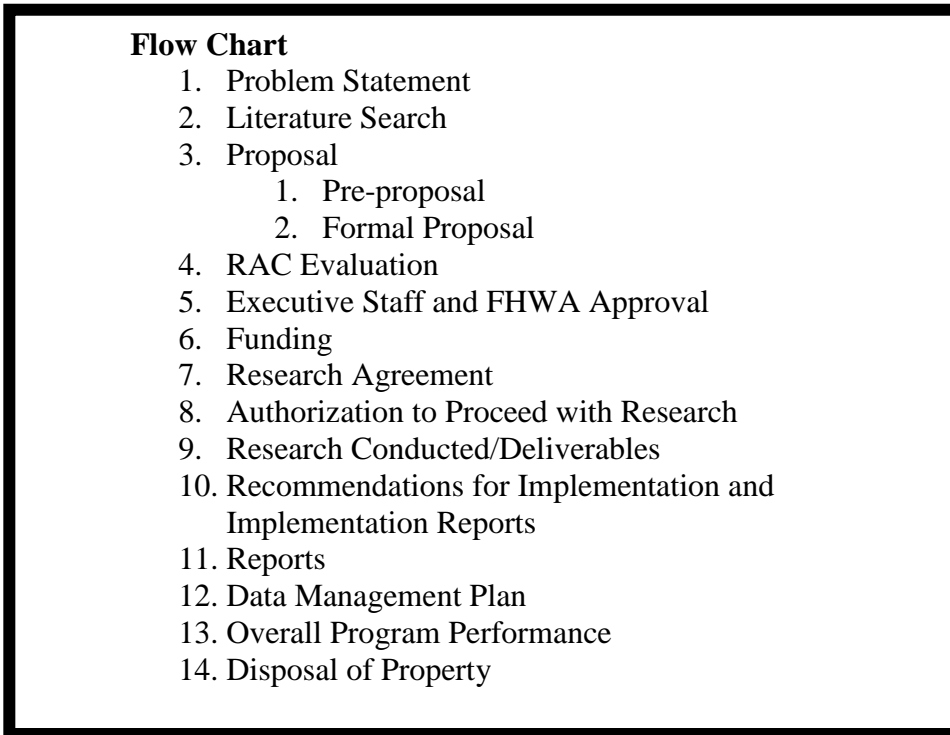 Flow Chart
1. Problem Statement
2. Literature Search
3. Proposal
1. Pre-proposal
2. Formal Proposal
4. RAC Evaluation
5. Executive Staff and FHWA Approval
6. Funding
7. Research Agreement
8. Authorization to Proceed with Research
9. Research Conducted/Deliverables
10. Recommendations for Implementation and
Implementation Reports
11. Reports
12. Data Management Plan
13. Overall Program Performance
14. Disposal of Property